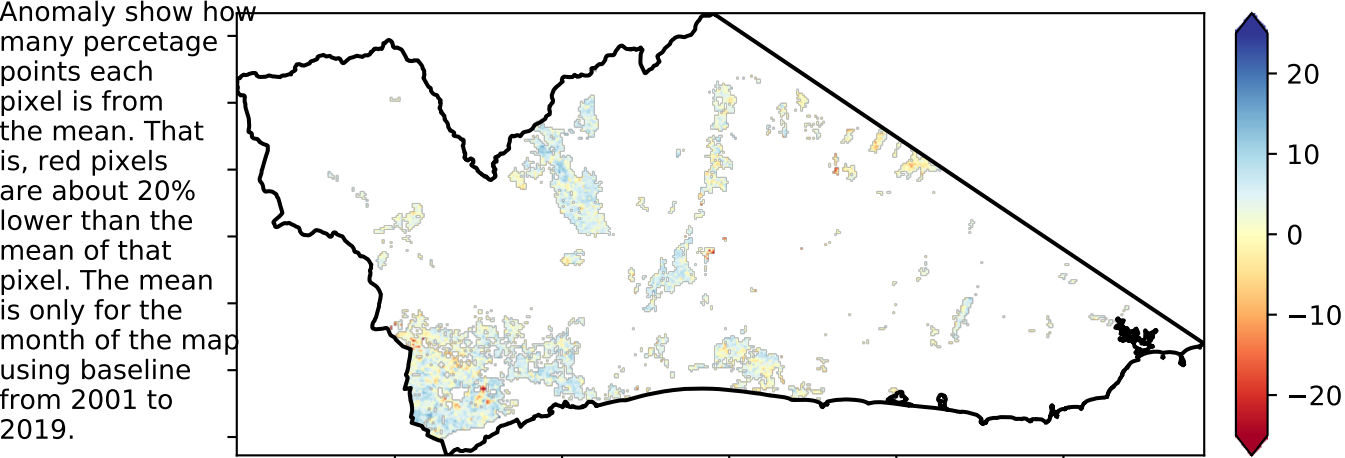 Anomaly show how
many percetage
points each
pixel is from
the mean. That
is, red pixels
are about 20%
lower than the
mean of that
pixel. The mean
is only for the
month of the map
using baseline
from 2001 to
2019.
20
10
0
−10
−20